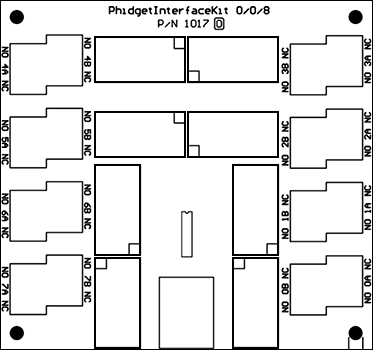 PhidgetInterfaceKit 0/0/8
P/N 1017 0
NO 4A NC
NO 4B NC
NO 3B NC
NO 3A NC
NO 5A NC
NO 5B NC
NO 2B NC
NO 2A NC
NO 6A NC
NO 6B NC
NO 1B NC
NO 1A NC
NO 7A NC
NO 7B NC
NO 0B NC
NO 0A NC